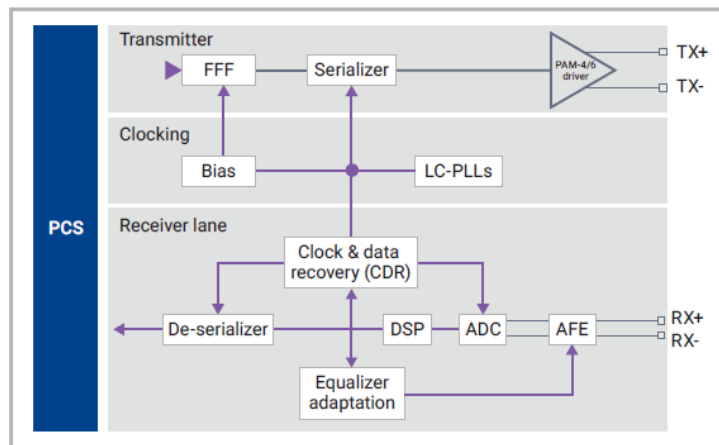 PCS
Transmitter
FFF
Serializer
PAM-4/6
driver
TX+
TX-
Clocking
Bias
LC-PLLs
Receiver lane
Clock & data
recovery (CDR)
De-serializer
DSP
ADC
AFE
RX+
RX-
Equalizer
adaptation